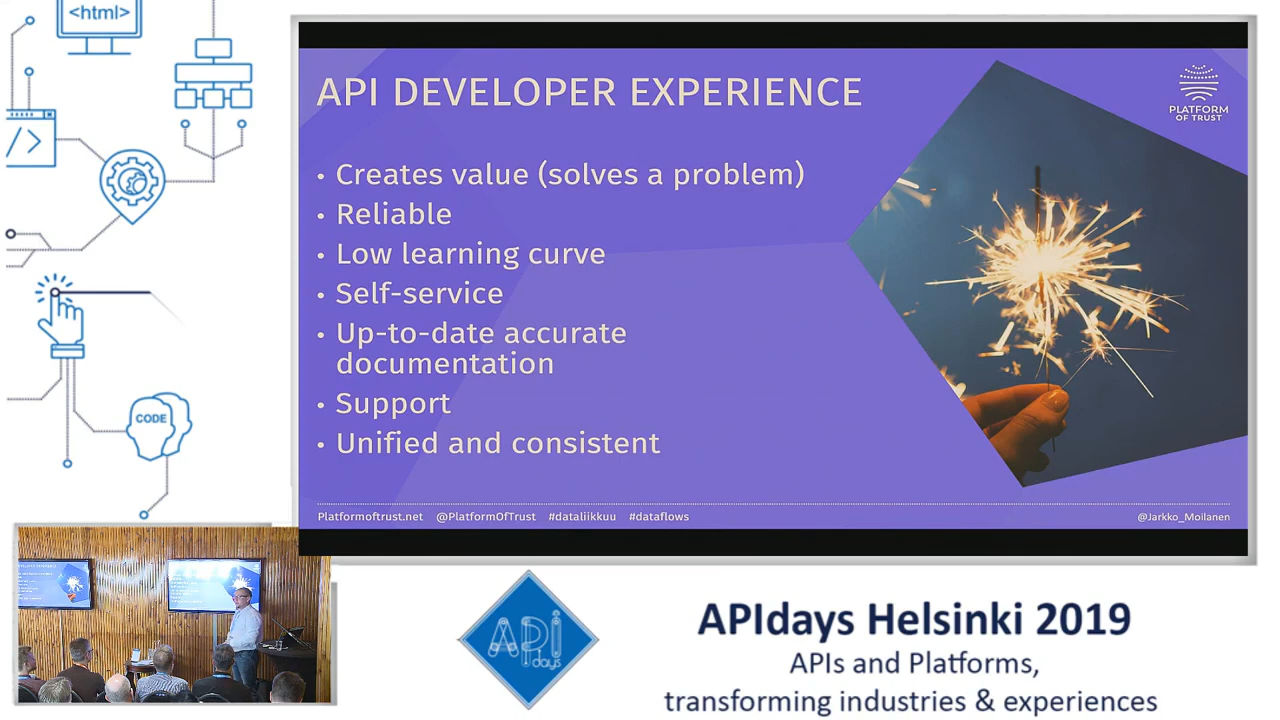 <html>
</>
CODE
API DEVELOPER EXPERIENCE
PLATFORM
OF TRUST
• Creates value (solves a problem)
• Reliable
• Low learning curve
• Self-service
• Up-to-date accurate
documentation
• Support
• Unified and consistent
Platformoftrust.net @PlatformOfTrust #dataliikkuu #dataflows
@Jarkko_Moilanen
API
days
APIdays Helsinki 2019
APIs and Platforms,
transforming industries & experiences